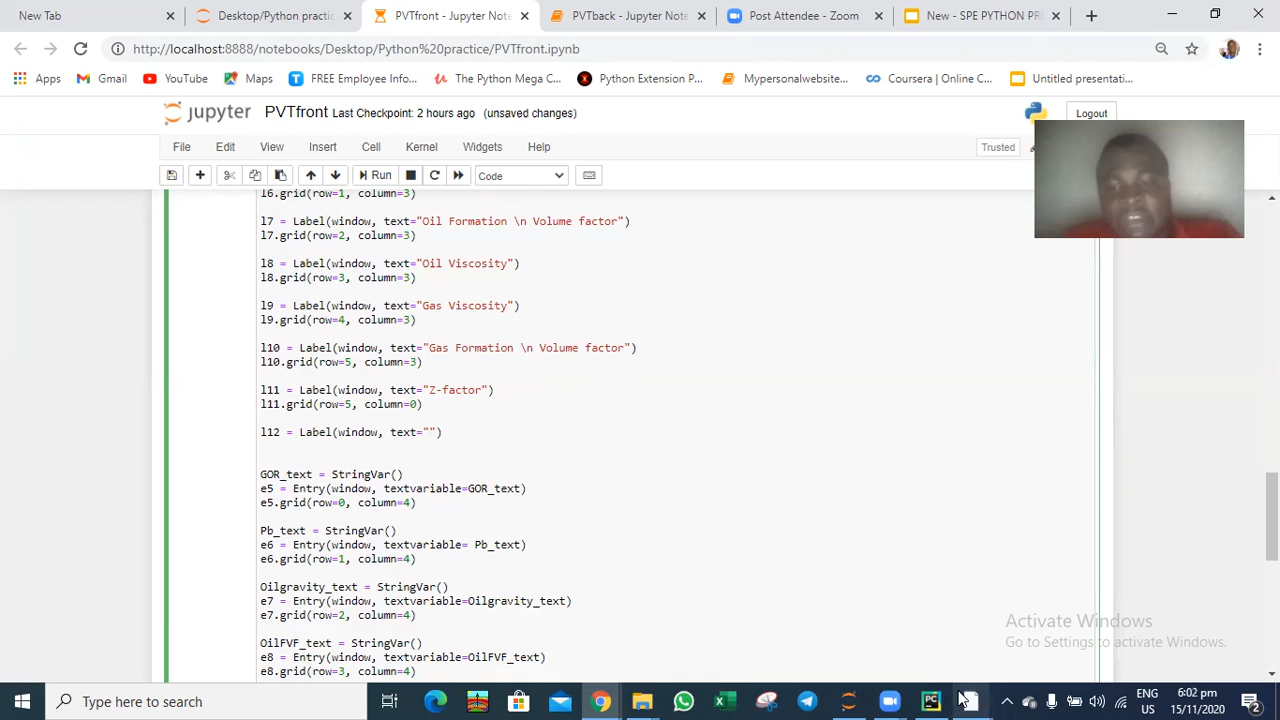 New Tab
Desktop/Python practic
PVTfront - Jupyter Note
PVTback - Jupyter Note
Post Attendee - Zoom
New - SPE PYTHON PR
http://localhost:8888/notebooks/Desktop/Python%20practice/PVTfront.ipynb
Apps
Gmail
YouTube
Maps
FREE Employee Info...
The Python Mega C...
Python Extension P...
Mypersonalwebsite...
Coursera | Online C...
Untitled presentati...
jupyter PVTfront Last Checkpoint: 2 hours ago (unsaved changes)
Logout
File Edit View Insert Cell Kernel Widgets Help
Trusted
Run
Code
l6.grid(row=1, column=3)
l7 = Label(window, text="Oil Formation \n Volume factor")
l7.grid(row=2, column=3)
l8 = Label(window, text="Oil Viscosity")
l8.grid(row=3, column=3)
l9 = Label(window, text="Gas Viscosity")
l9.grid(row=4, column=3)
l10 = Label(window, text="Gas Formation \n Volume factor")
l10.grid(row=5, column=3)
l11 = Label(window, text="Z-factor")
l11.grid(row=5, column=0)
l12 = Label(window, text="")
GOR_text = StringVar()
e5 = Entry(window, textvariable=GOR_text)
e5.grid(row=0, column=4)
Pb_text = StringVar()
e6 = Entry(window, textvariable= Pb_text)
e6.grid(row=1, column=4)
Oilgravity_text = StringVar()
e7 = Entry(window, textvariable=Oilgravity_text)
e7.grid(row=2, column=4)
OilFVF_text = StringVar()
e8 = Entry(window, textvariable=OilFVF_text)
e8.grid(row=3, column=4)
Activate Windows
Go to Settings to activate Windows.
Type here to search
ENG
US
6:02 pm
15/11/2020
2